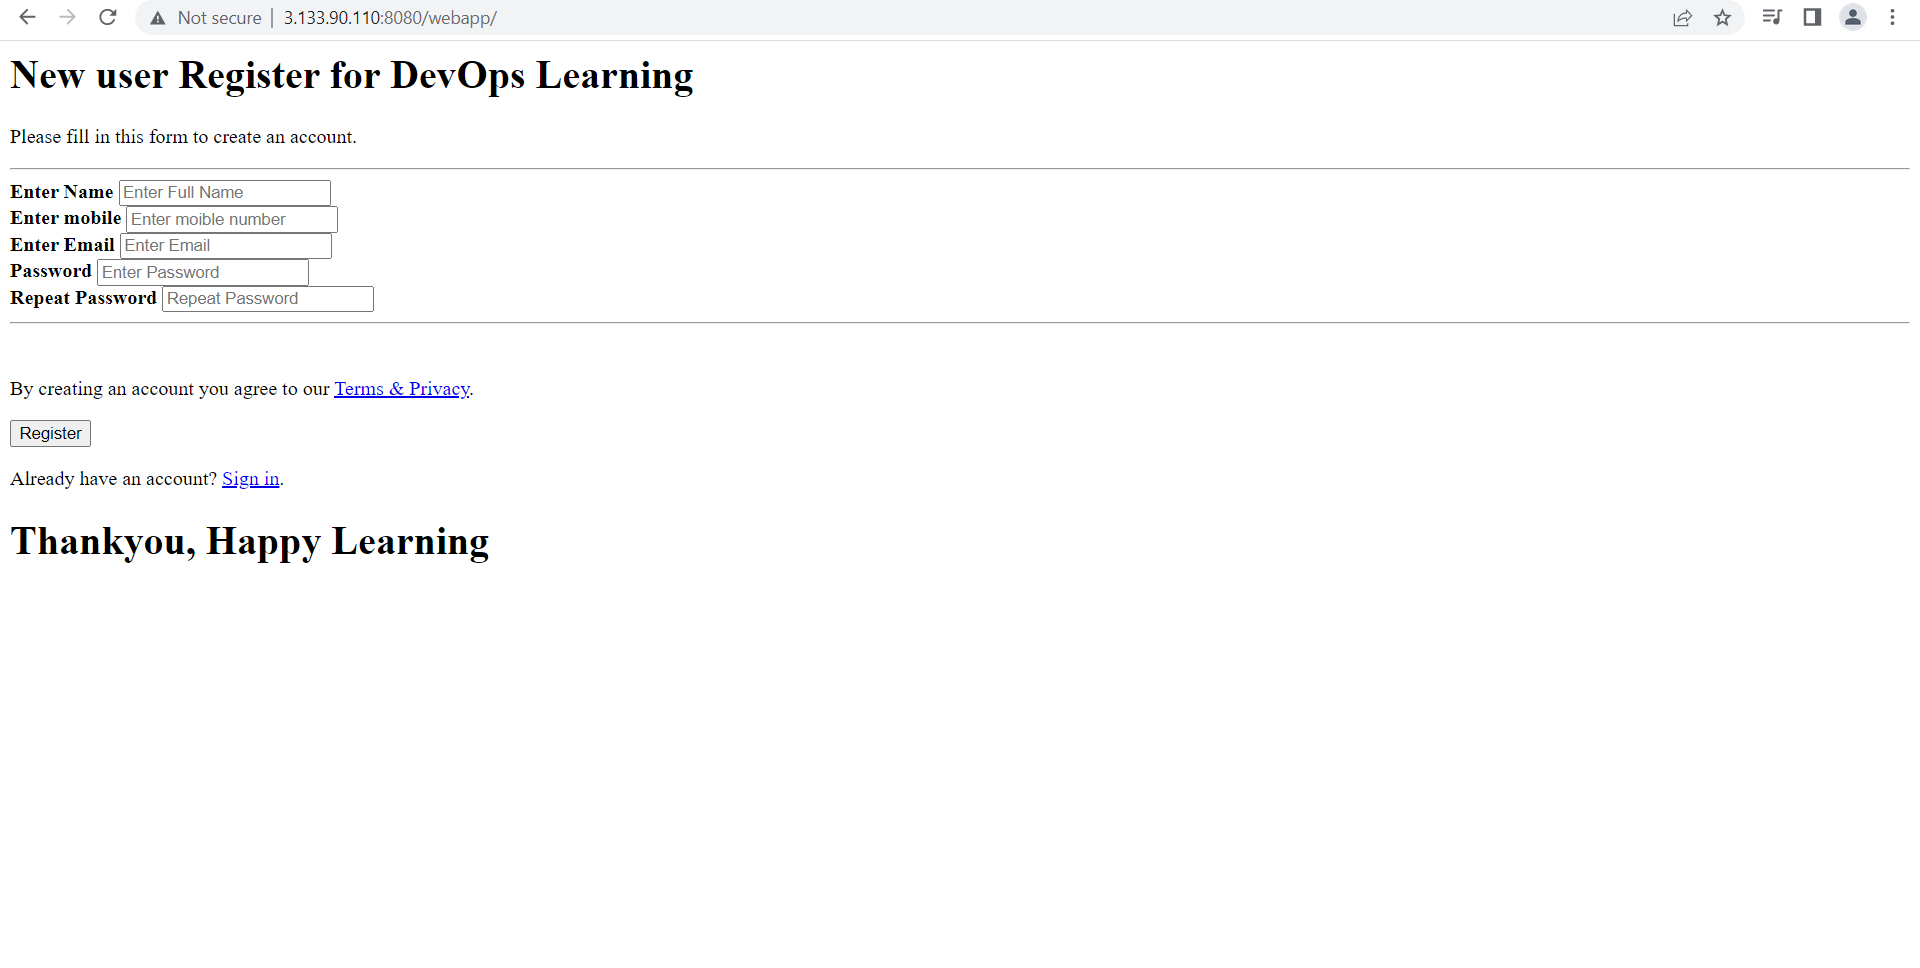 Not secure | 3.133.90.110:8080/webapp/
New user Register for DevOps Learning
Please fill in this form to create an account.
Enter Name Enter Full Name
Enter mobile Enter moible number
Enter Email Enter Email
Password Enter Password
Repeat Password Repeat Password
By creating an account you agree to our Terms & Privacy.
Register
Already have an account? Sign in.
Thankyou, Happy Learning